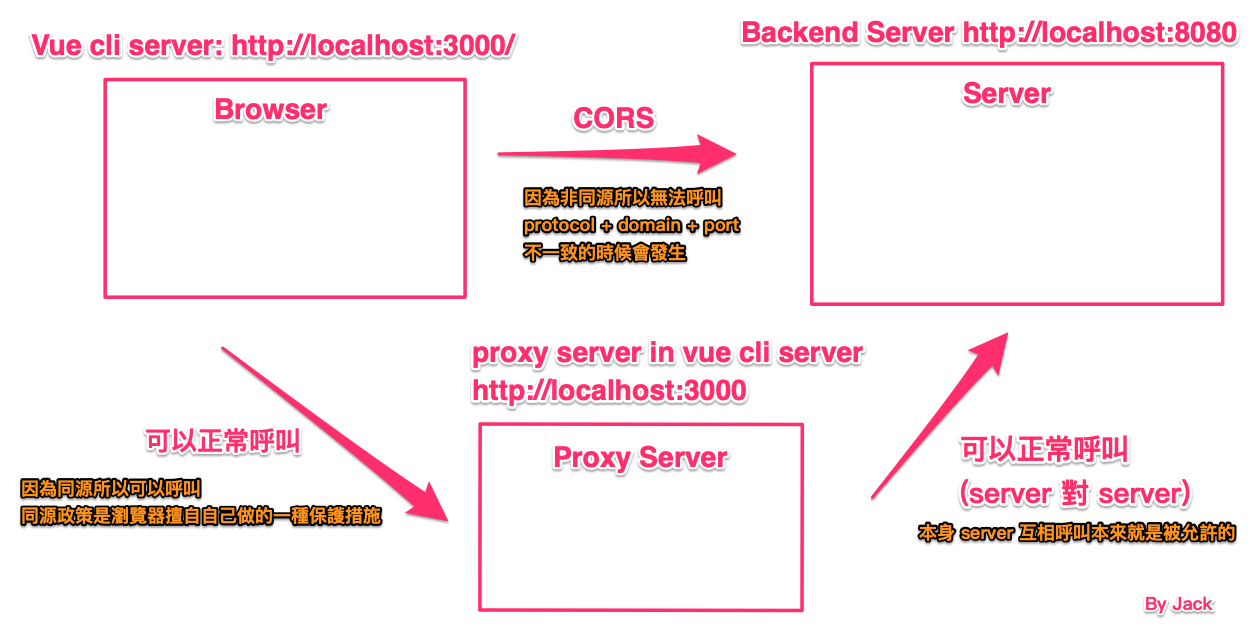 Vue cli server: http://localhost:3000/
Backend Server http://localhost:8080
Browser
CORS
Server
因為非同源所以無法呼叫
protocol + domain + port
不一致的時候會發生
proxy server in vue cli server
http://localhost:3000
Proxy Server
可以正常呼叫
因為同源所以可以呼叫
同源政策是瀏覽器擅自自己做的一種保護措施
可以正常呼叫
(server 對 server)
本身 server 互相呼叫本來就是被允許的
By Jack